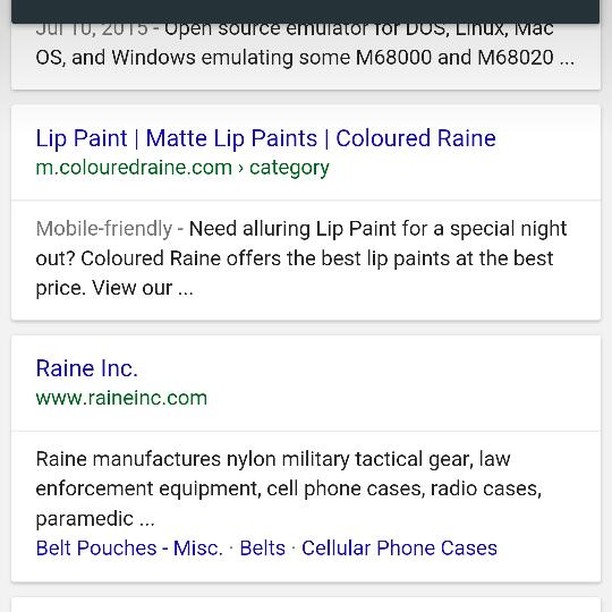 Jul 10, 2015 - Open source emulator for DOS, Linux, Mac
OS, and Windows emulating some M68000 and M68020 ...
Lip Paint | Matte Lip Paints | Coloured Raine
m.colouredraine.com › category
Mobile-friendly - Need alluring Lip Paint for a special night
out? Coloured Raine offers the best lip paints at the best
price. View our ...
Raine Inc.
www.raineinc.com
Raine manufactures nylon military tactical gear, law
enforcement equipment, cell phone cases, radio cases,
paramedic ...
Belt Pouches - Misc. · Belts · Cellular Phone Cases